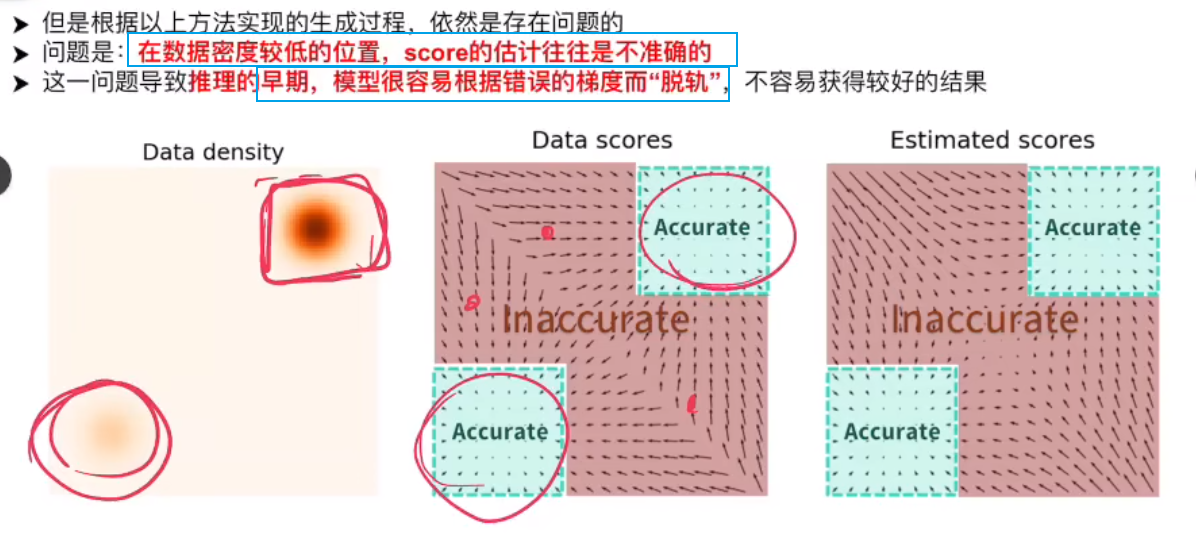 但是根据以上方法实现的生成过程，依然是存在问题的
问题是：在数据密度较低的位置，score的估计往往是不准确的
这一问题导致推理的早期，模型很容易根据错误的梯度而“脱轨”，不容易获得较好的结果
Data density
Data scores
Estimated scores
Accurate
Accurate
Inaccurate
Inaccurate
Accurate
Accurate